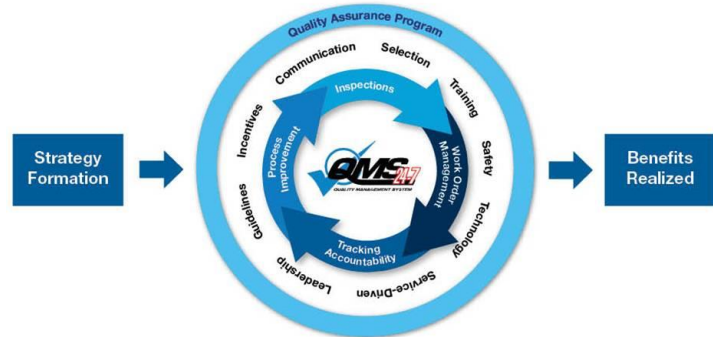 Quality Assurance Program
Communication
Selection
Training
Safety
Technology
Service-Driven
Leadership
Guidelines
Incentives
Inspections
Work Order
Management
Tracking
Accountability
Process
Improvement
QMS 24-7
QUALITY MANAGEMENT SYSTEM
Strategy
Formation
Benefits
Realized